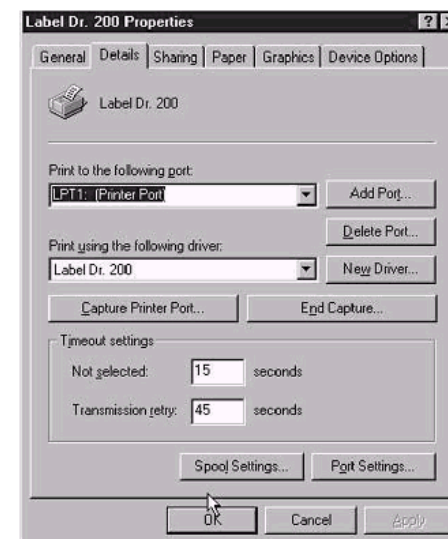 Label Dr. 200 Properties
General Details Sharing Paper Graphics Device Options
Label Dr. 200
Print to the following port:
LPT1: (Printer Port) Add Port...
Delete Port...
Print using the following driver:
Label Dr. 200 New Driver...
Capture Printer Port... End Capture...
Timeout settings
Not selected: 15 seconds
Transmission retry: 45 seconds
Spool Settings... Port Settings...
OK Cancel Apply